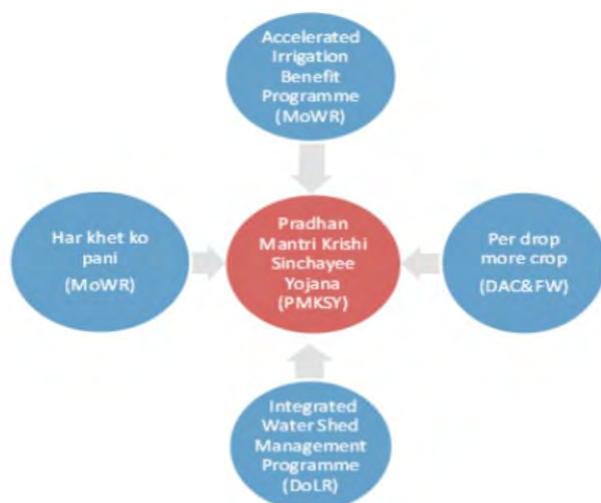 Accelerated
Irrigation
Benefit
Programme
(MoWR)
Har khet ko
pani
(MoWR)
Pradhan
Mantri Krishi
Sinchayee
Yojana
(PMKSY)
Per drop
more crop
(DAC&FW)
Integrated
Water Shed
Management
Programme
(DoLR)